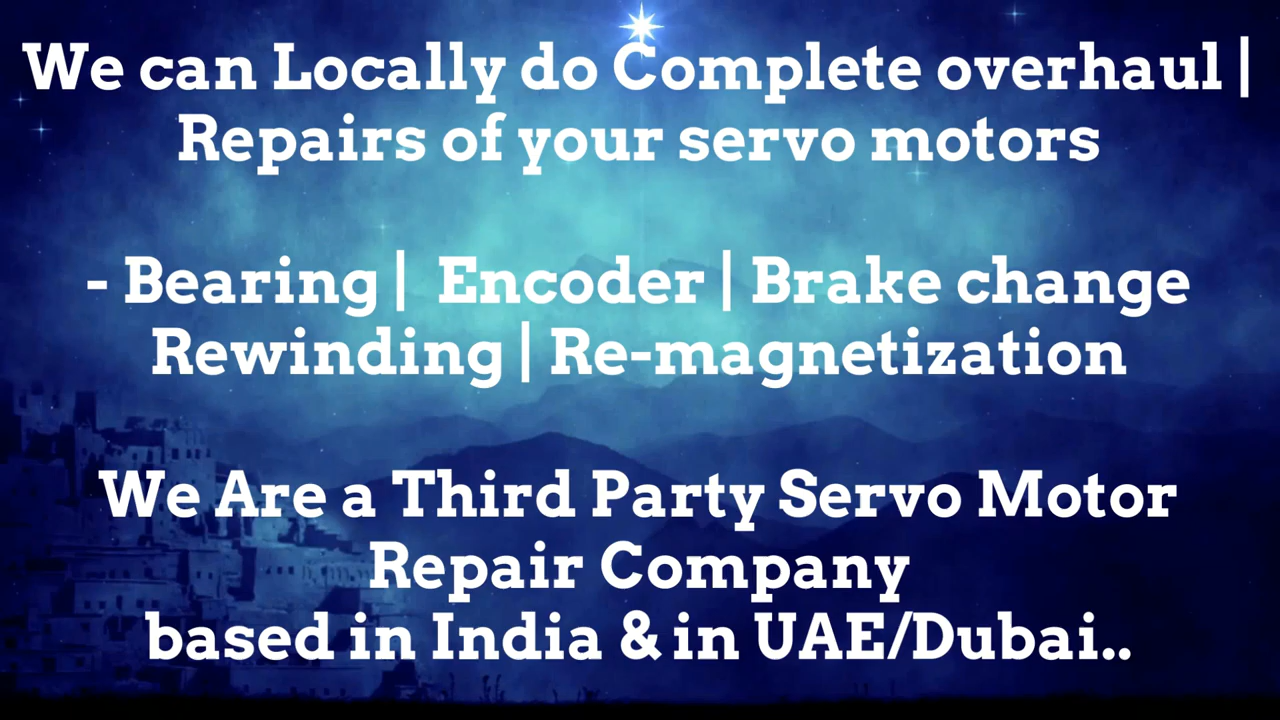 We can Locally do Complete overhaul |
Repairs of your servo motors
- Bearing | Encoder | Brake change
Rewinding | Re-magnetization
We Are a Third Party Servo Motor
Repair Company
based in India & in UAE/Dubai..